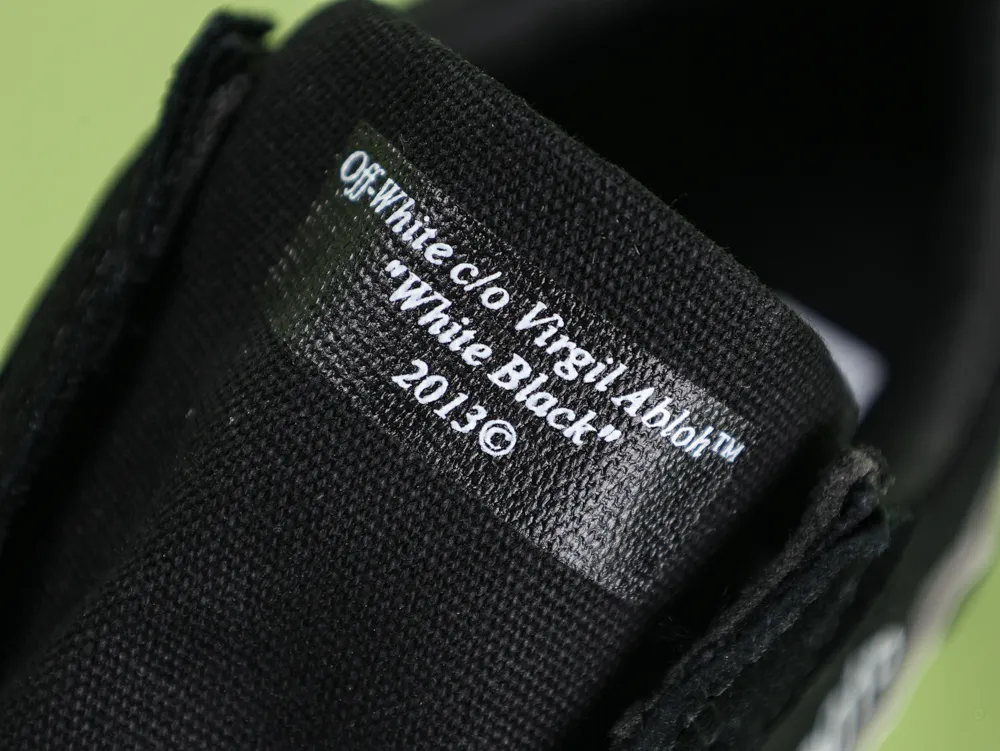 Off-White c/o Virgil Abloh™
"White Black"
2013©